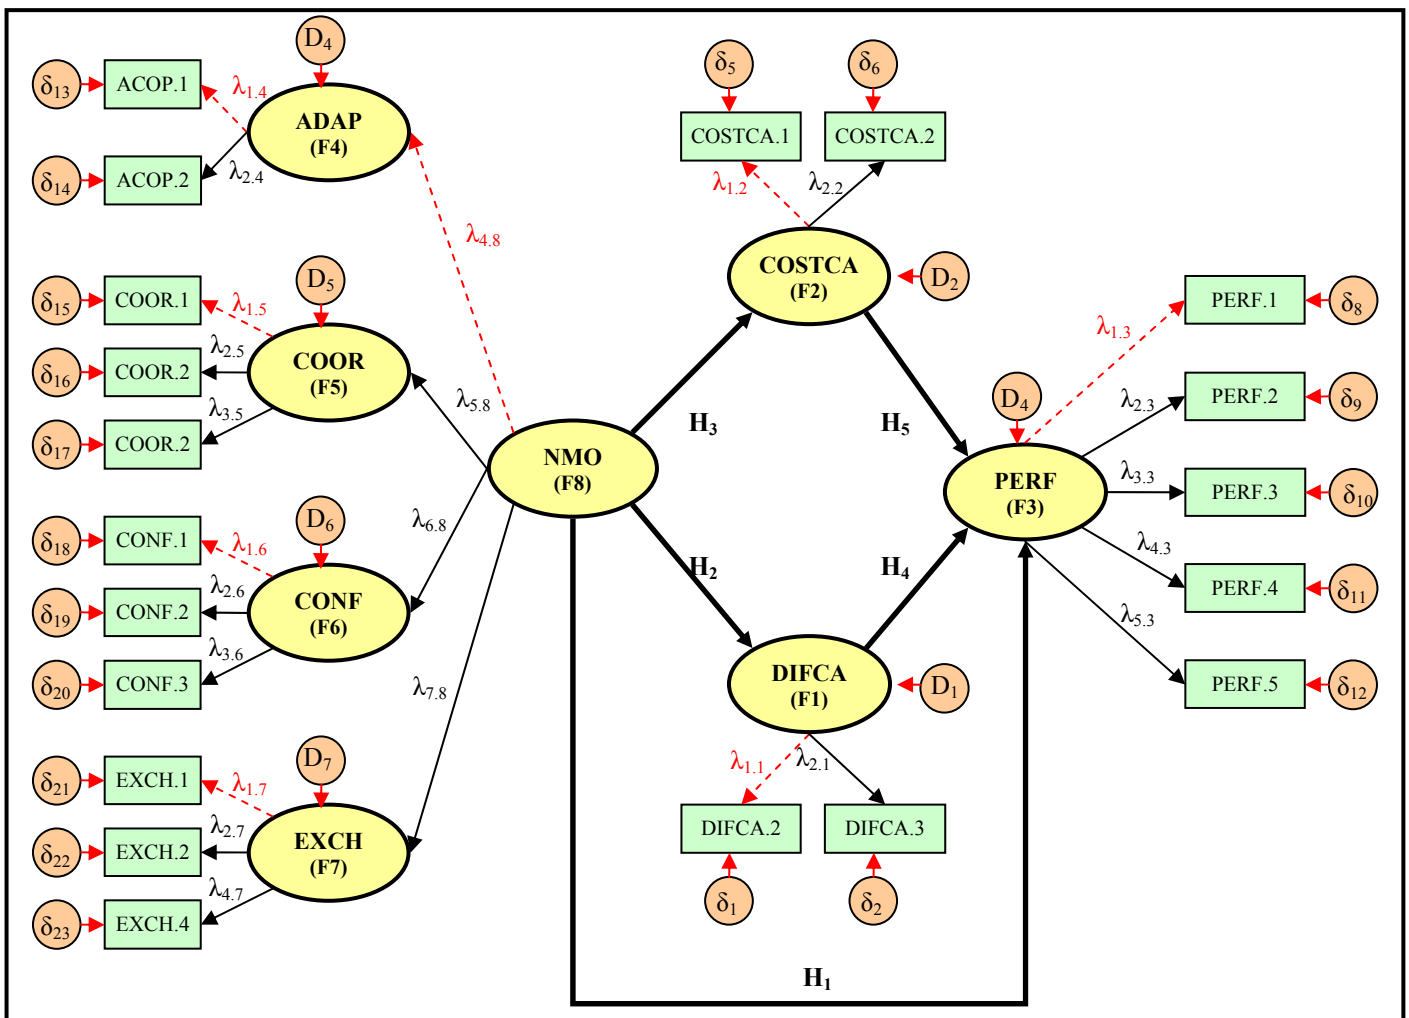 D4
δ13
ACOP.1
λ1.4
ADAP
(F4)
δ14
ACOP.2
λ2.4
λ4.8
D5
δ15
COOR.1
λ1.5
COOR
(F5)
δ16
COOR.2
λ2.5
δ17
COOR.2
λ3.5
λ5.8
NMO
(F8)
D6
δ18
CONF.1
λ1.6
CONF
(F6)
δ19
CONF.2
λ2.6
δ20
CONF.3
λ3.6
λ6.8
λ7.8
D7
δ21
EXCH.1
λ1.7
EXCH
(F7)
δ22
EXCH.2
λ2.7
δ23
EXCH.4
λ4.7
δ5
δ6
COSTCA.1
COSTCA.2
λ1.2
λ2.2
COSTCA
(F2)
D2
H3
H5
H2
H4
DIFCA
(F1)
D1
λ1.1
λ2.1
DIFCA.2
DIFCA.3
δ1
δ2
H1
D4
PERF
(F3)
λ1.3
PERF.1
δ8
λ2.3
PERF.2
δ9
λ3.3
PERF.3
δ10
λ4.3
PERF.4
δ11
λ5.3
PERF.5
δ12